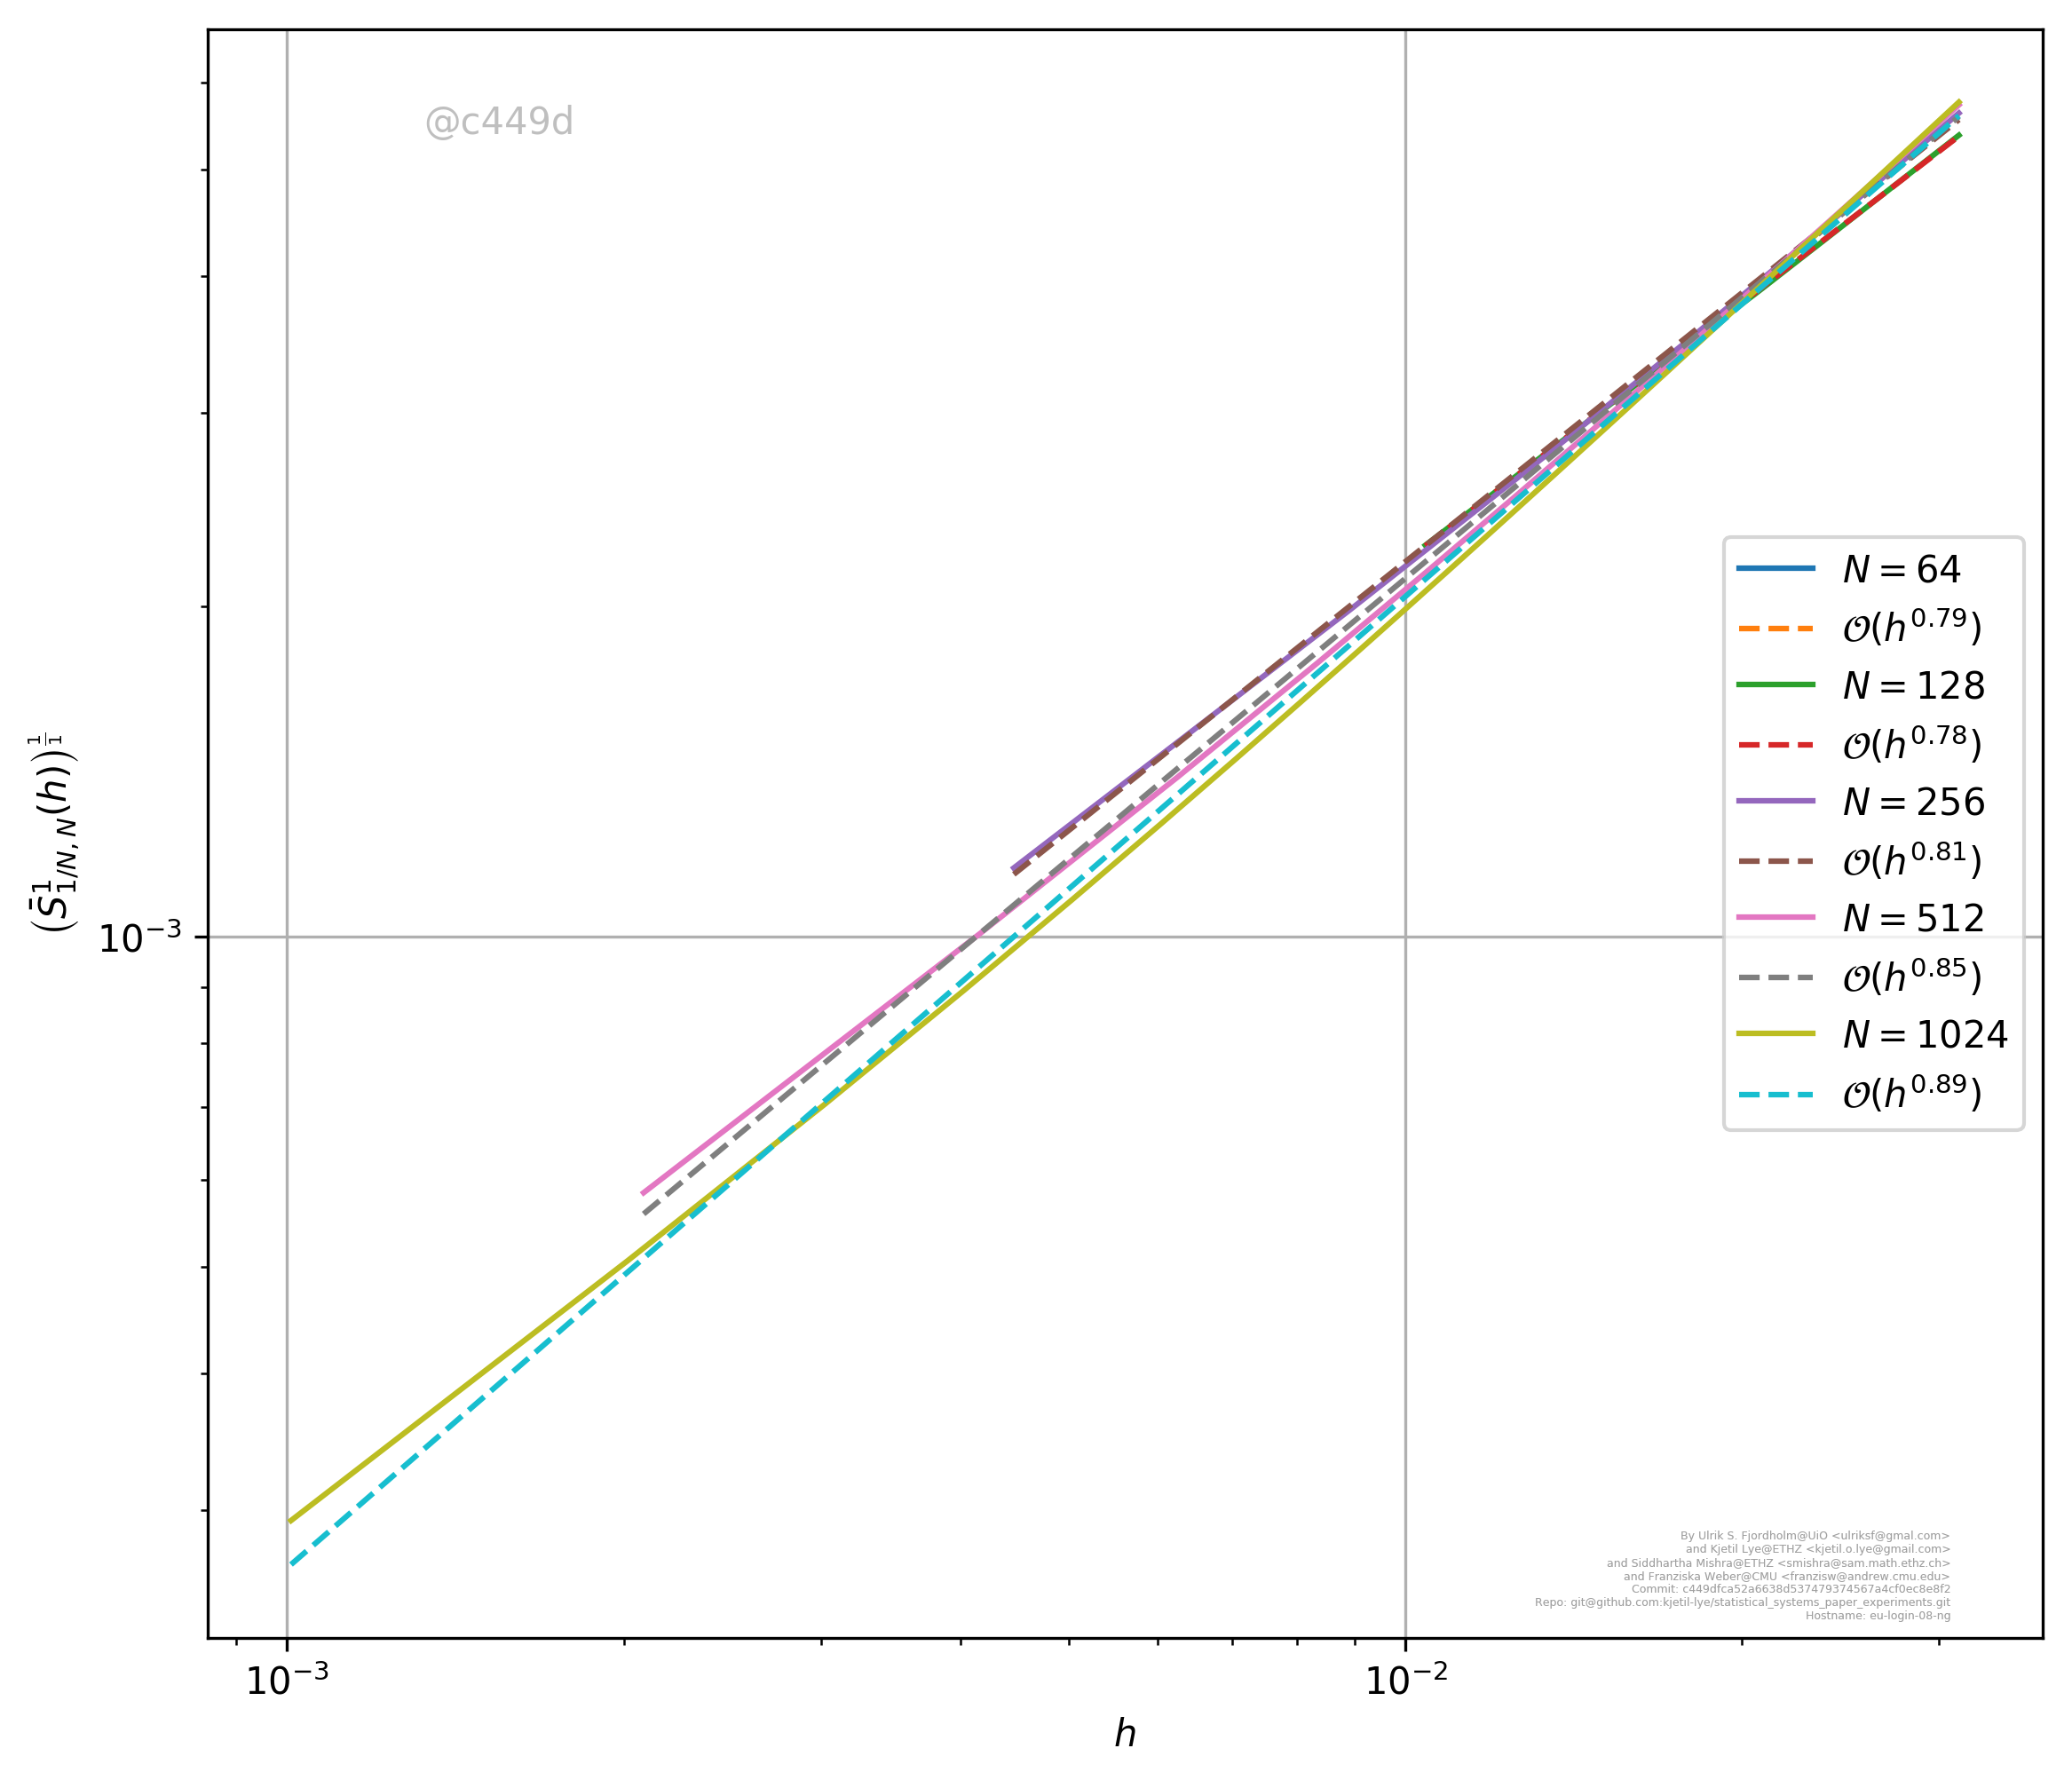 @c449d
(S̄¹_{1/N, N}(h))^{1/1}
10⁻³
N = 64
𝒪(h^{0.79})
N = 128
𝒪(h^{0.78})
N = 256
𝒪(h^{0.81})
N = 512
𝒪(h^{0.85})
N = 1024
𝒪(h^{0.89})
By Ulrik S. Fjordholm@UiO <ulriksf@gmal.com>
and Kjetil Lye@ETHZ <kjetil.o.lye@gmail.com>
and Siddhartha Mishra@ETHZ <smishra@sam.math.ethz.ch>
and Franziska Weber@CMU <franzisw@andrew.cmu.edu>
Commit: c449dfca52a6638d537479374567a4cf0ec8e8f2
Repo: git@github.com:kjetil-lye/statistical_systems_paper_experiments.git
Hostname: eu-login-08-ng
10⁻³ 10⁻²
h